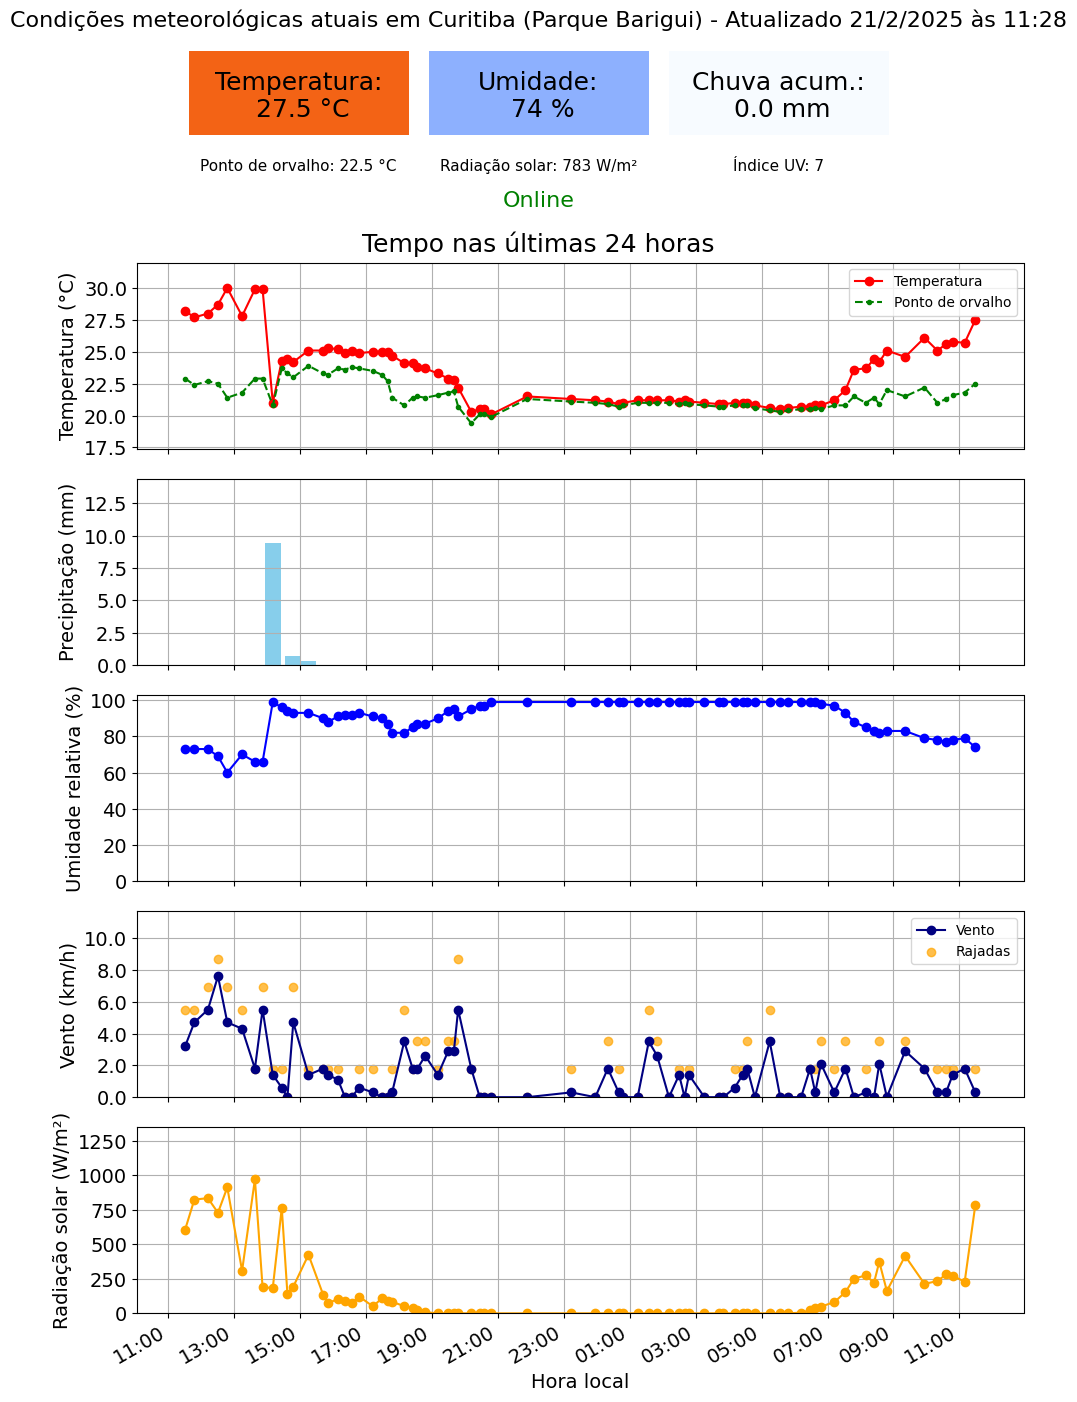 Condições meteorológicas atuais em Curitiba (Parque Barigui) - Atualizado 21/2/2025 às 11:28
Temperatura:
27.5 °C
Umidade:
74 %
Chuva acum.:
0.0 mm
Ponto de orvalho: 22.5 °C
Radiação solar: 783 W/m²
Índice UV: 7
Online
Tempo nas últimas 24 horas
Temperatura (°C)
30.0
27.5
25.0
22.5
20.0
17.5
Temperatura
Ponto de orvalho
Precipitação (mm)
12.5
10.0
7.5
5.0
2.5
0.0
Umidade relativa (%)
100
80
60
40
20
0
Vento (km/h)
10.0
8.0
6.0
4.0
2.0
0.0
Vento
Rajadas
Radiação solar (W/m²)
1250
1000
750
500
250
0
11:00
13:00
15:00
17:00
19:00
21:00
23:00
01:00
03:00
05:00
07:00
09:00
11:00
Hora local